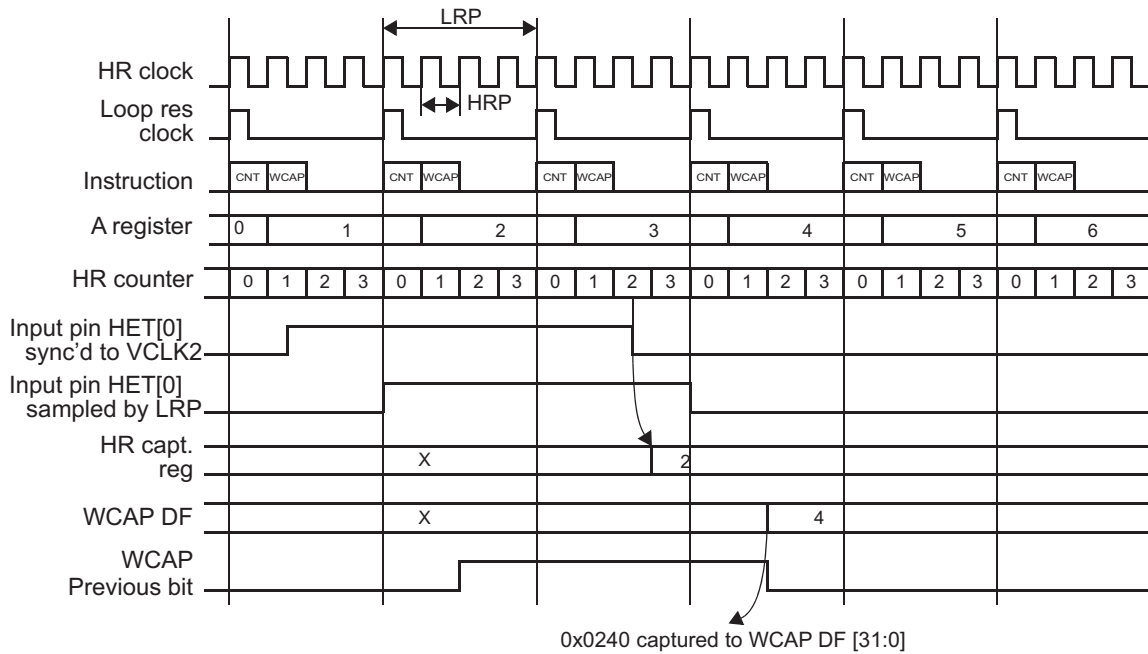 LRP
HR clock
HRP
Loop res
clock
Instruction
CNT WCAP CNT WCAP CNT WCAP CNT WCAP CNT WCAP CNT WCAP
A register
0 1 2 3 4 5 6
HR counter
0 1 2 3 0 1 2 3 0 1 2 3 0 1 2 3 0 1 2 3 0 1 2 3
Input pin HET[0]
sync'd to VCLK2
Input pin HET[0]
sampled by LRP
HR capt.
reg
X 2
WCAP DF
X 4
WCAP
Previous bit
0x0240 captured to WCAP DF [31:0]